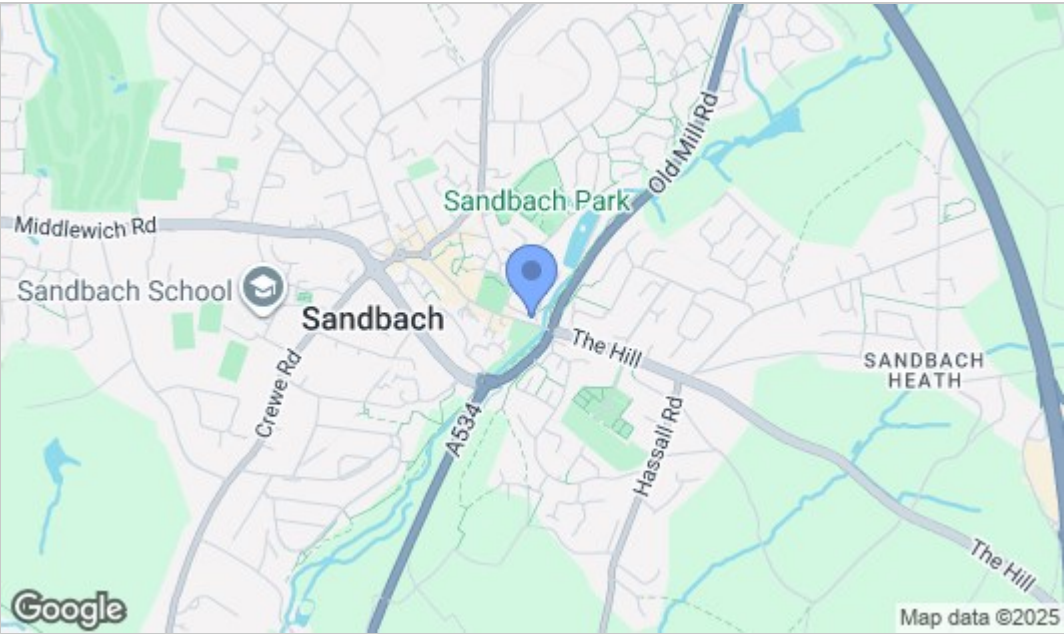 Old Mill Rd
Sandbach Park
Middlewich Rd
Sandbach School
Sandbach
The Hill
SANDBACH
HEATH
Crewe Rd
A534
Hassall Rd
The Hill
Google
Map data ©2025